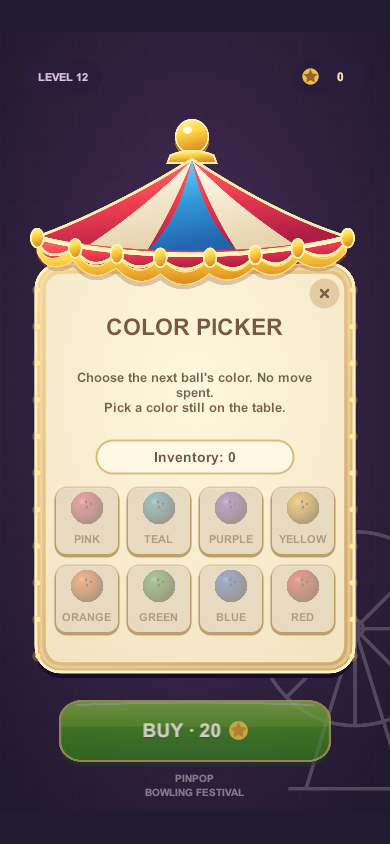 LEVEL 12
0
COLOR PICKER
Choose the next ball's color. No move
spent.
Pick a color still on the table.
Inventory: 0
PINK
TEAL
PURPLE
YELLOW
ORANGE
GREEN
BLUE
RED
BUY · 20
PINPOP
BOWLING FESTIVAL